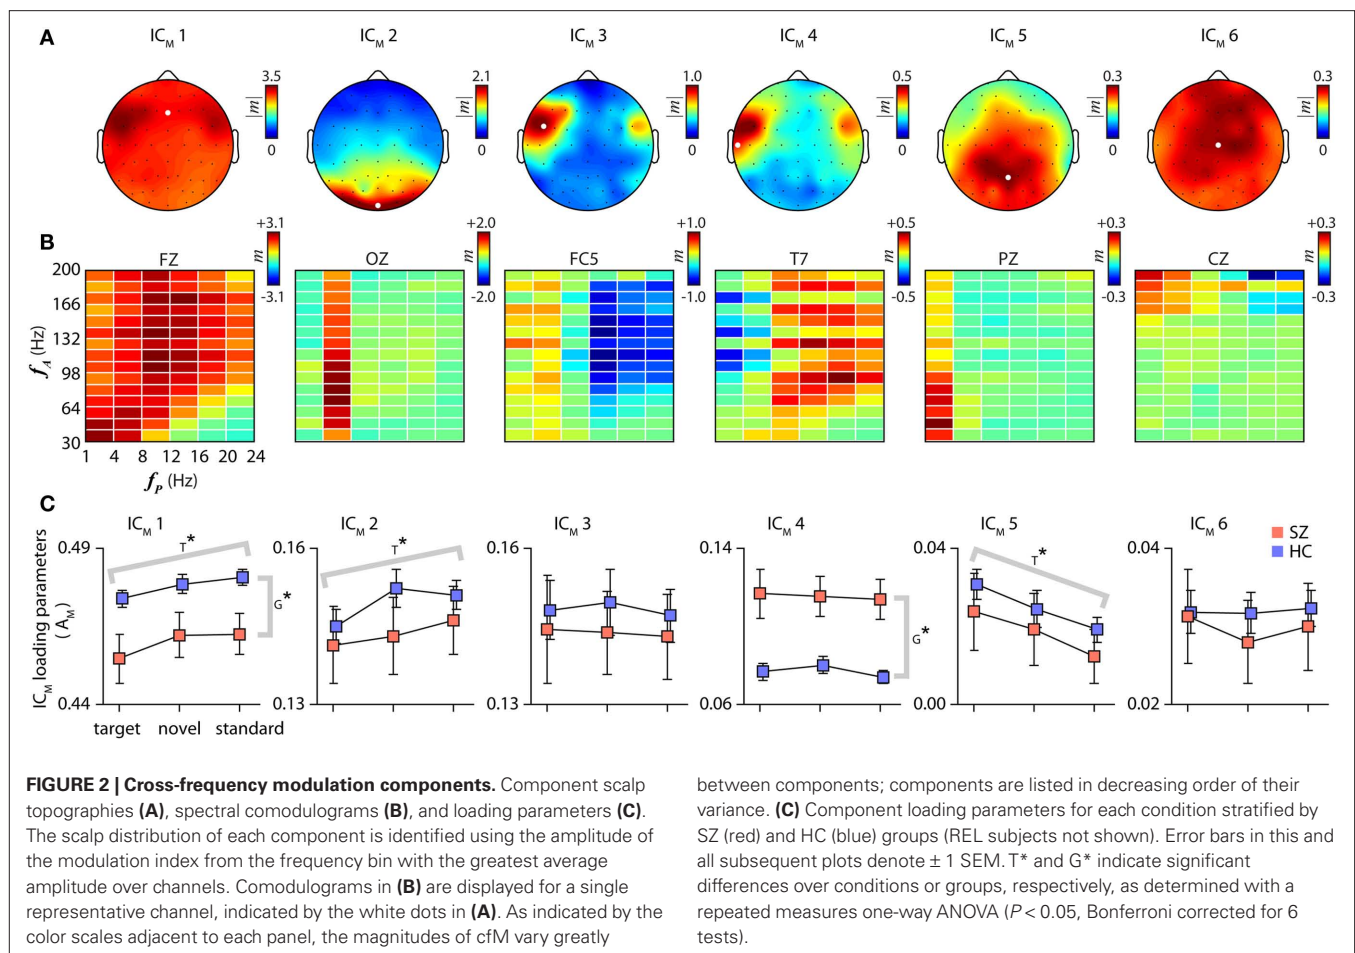 A
IC_M 1
IC_M 2
IC_M 3
IC_M 4
IC_M 5
IC_M 6
3.5
|m|
0
2.1
|m|
0
1.0
|m|
0
0.5
|m|
0
0.3
|m|
0
0.3
|m|
0
B
FZ
OZ
FC5
T7
PZ
CZ
+3.1
m
-3.1
+2.0
m
-2.0
+1.0
m
-1.0
+0.5
m
-0.5
+0.3
m
-0.3
+0.3
m
-0.3
200
166
132
98
64
30
f_A (Hz)
1 4 8 12 16 20 24
f_P (Hz)
C
IC_M loading parameters
(A_M)
IC_M 1
0.49
0.44
T*
G*
target novel standard
IC_M 2
0.16
0.13
T*
IC_M 3
0.16
0.13
IC_M 4
0.14
0.06
G*
IC_M 5
0.04
0.00
T*
IC_M 6
0.04
0.02
SZ
HC
FIGURE 2 | Cross-frequency modulation components. Component scalp
topographies (A), spectral comodulograms (B), and loading parameters (C).
The scalp distribution of each component is identified using the amplitude of
the modulation index from the frequency bin with the greatest average
amplitude over channels. Comodulograms in (B) are displayed for a single
representative channel, indicated by the white dots in (A). As indicated by the
color scales adjacent to each panel, the magnitudes of cfM vary greatly
between components; components are listed in decreasing order of their
variance. (C) Component loading parameters for each condition stratified by
SZ (red) and HC (blue) groups (REL subjects not shown). Error bars in this and
all subsequent plots denote ± 1 SEM. T* and G* indicate significant
differences over conditions or groups, respectively, as determined with a
repeated measures one-way ANOVA (P < 0.05, Bonferroni corrected for 6
tests).